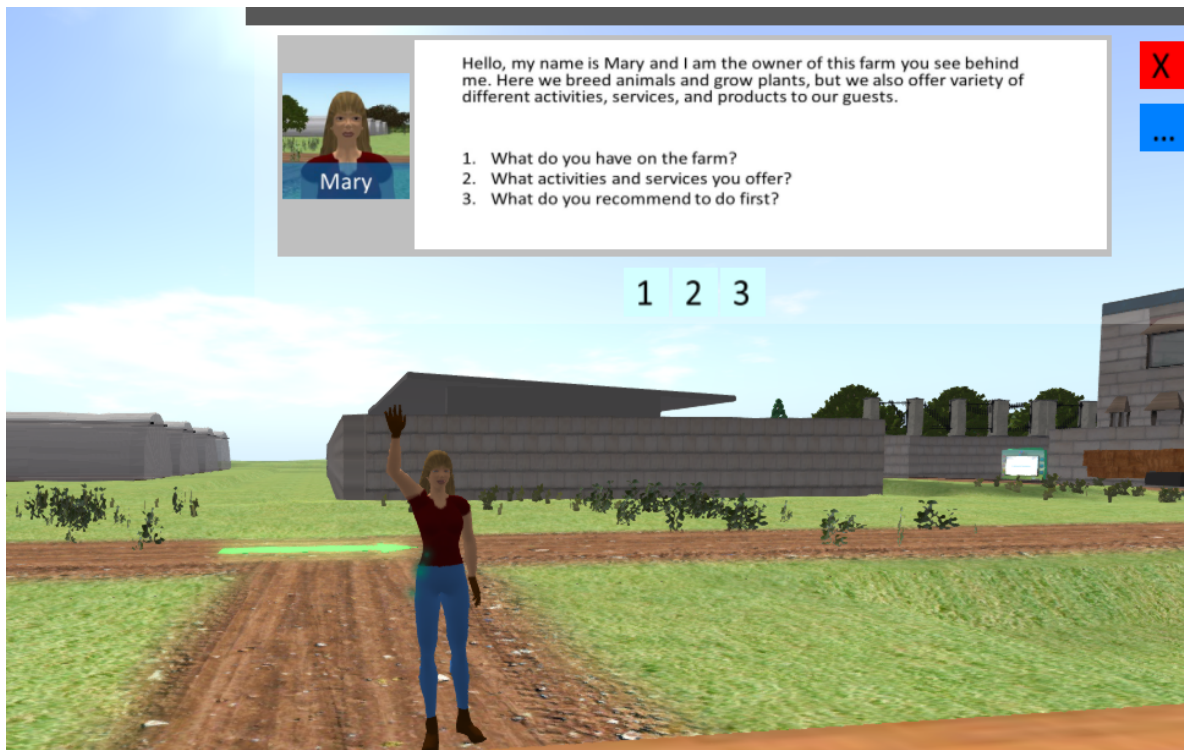 Hello, my name is Mary and I am the owner of this farm you see behind
me. Here we breed animals and grow plants, but we also offer variety of
different activities, services, and products to our guests.
1. What do you have on the farm?
2. What activities and services you offer?
3. What do you recommend to do first?
Mary
X
...
1 2 3